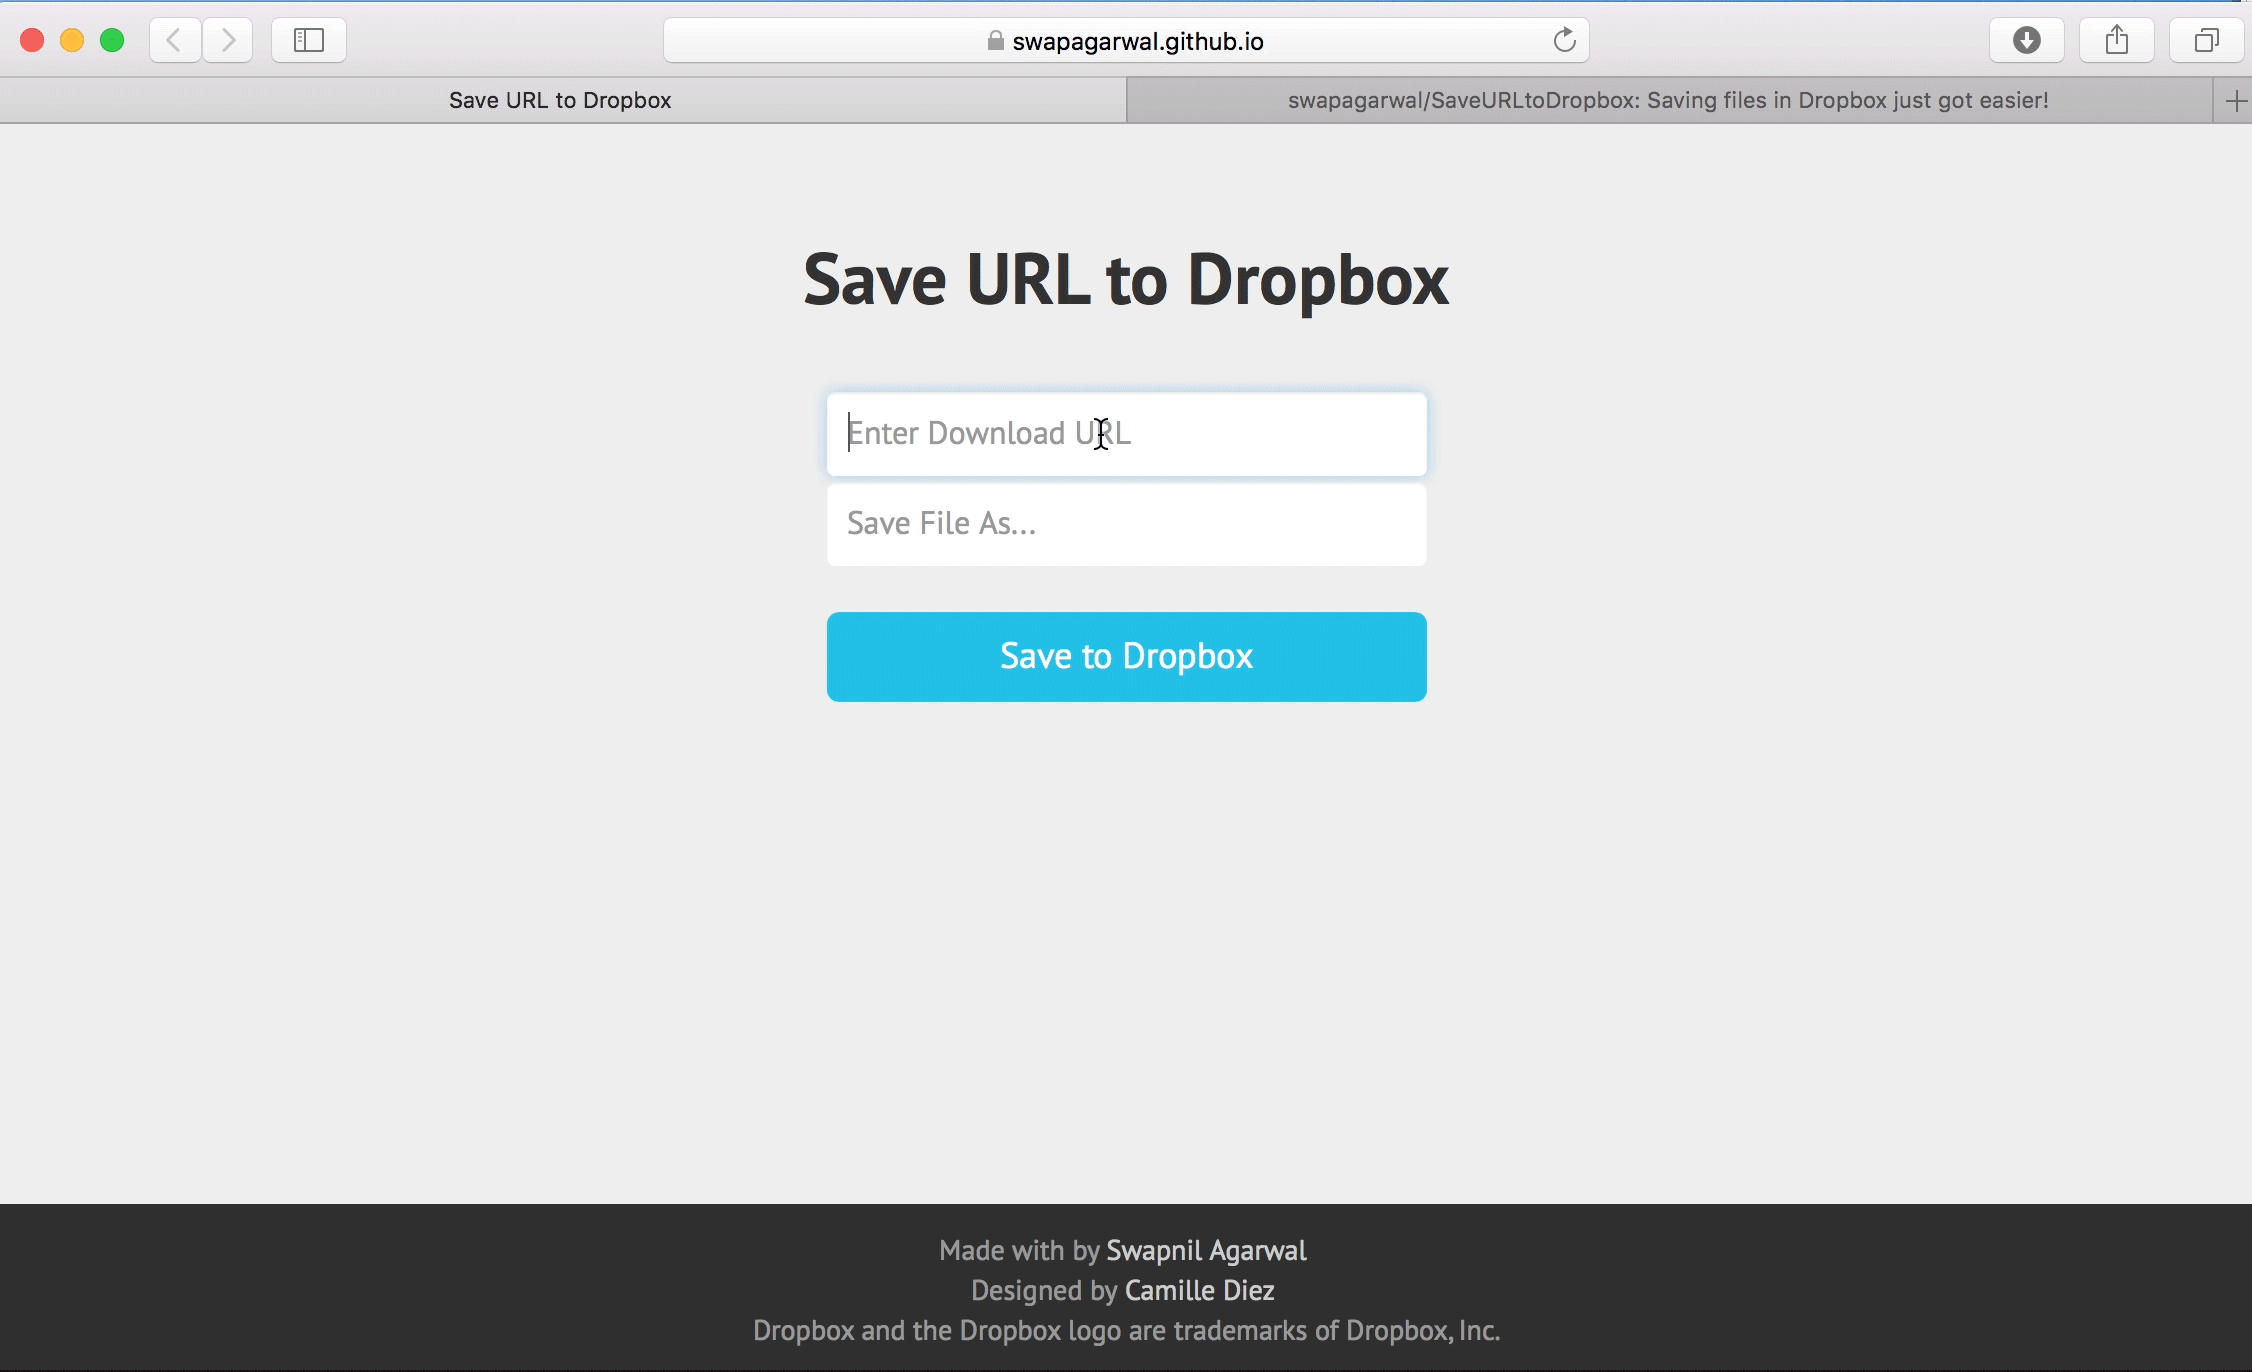 swapagarwal.github.io
Save URL to Dropbox
swapagarwal/SaveURLtoDropbox: Saving files in Dropbox just got easier!
Save URL to Dropbox
Enter Download URL
Save File As...
Save to Dropbox
Made with by Swapnil Agarwal
Designed by Camille Diez
Dropbox and the Dropbox logo are trademarks of Dropbox, Inc.